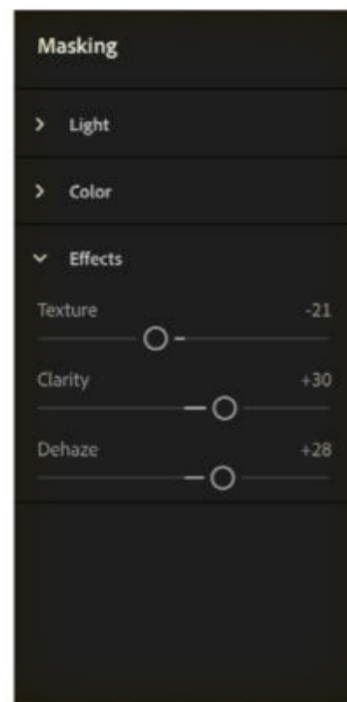 Masking
Light
Color
Effects
Texture -21
Clarity +30
Dehaze +28